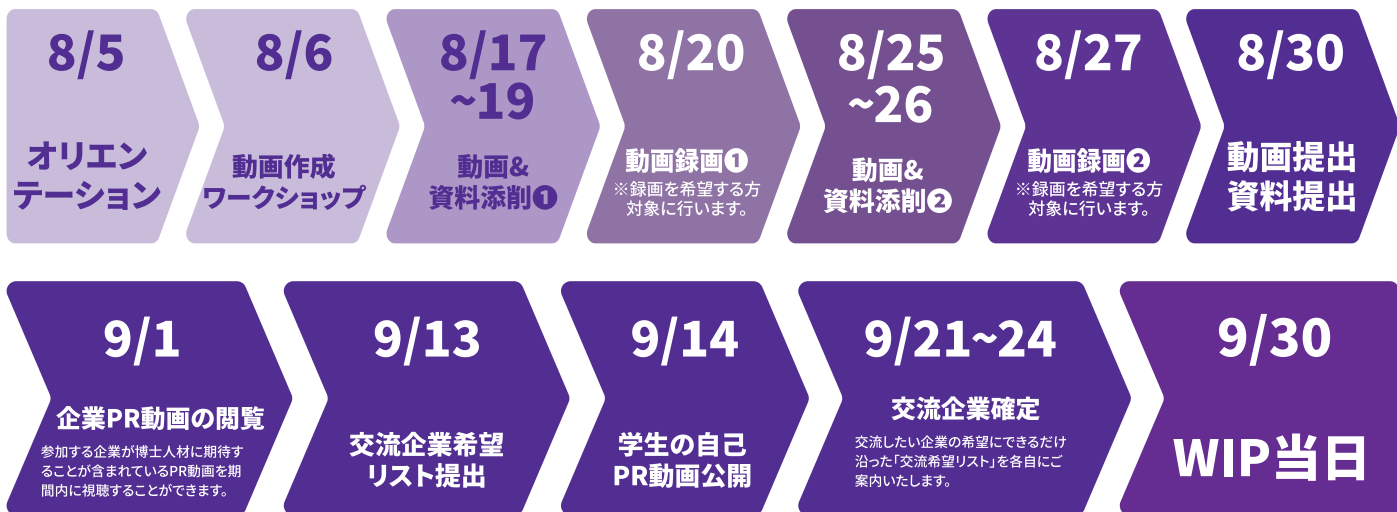 8/5
オリエン
テーション
8/6
動画作成
ワークショップ
8/17
~19
動画&
資料添削❶
8/20
動画録画❶
※録画を希望する方
対象に行います。
8/25
~26
動画&
資料添削❷
8/27
動画録画❷
※録画を希望する方
対象に行います。
8/30
動画提出
資料提出
9/1
企業PR動画の閲覧
参加する企業が博士人材に期待す
ることが含まれているPR動画を期
間内に視聴することができます。
9/13
交流企業希望
リスト提出
9/14
学生の自己
PR動画公開
9/21~24
交流企業確定
交流したい企業の希望にできるだけ
沿った「交流希望リスト」を各自にご
案内いたします。
9/30
WIP当日